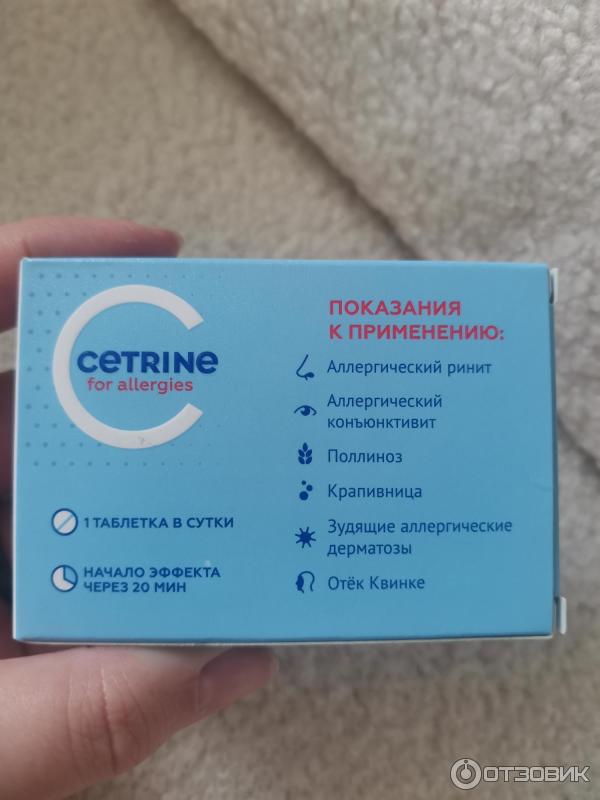 cetrine
for allergies
1 ТАБЛЕТКА В СУТКИ
НАЧАЛО ЭФФЕКТА
ЧЕРЕЗ 20 МИН
ПОКАЗАНИЯ
К ПРИМЕНЕНИЮ:
Аллергический ринит
Аллергический
конъюнктивит
Поллиноз
Крапивница
Зудящие аллергические
дерматозы
Отёк Квинке
ОТЗОВИК